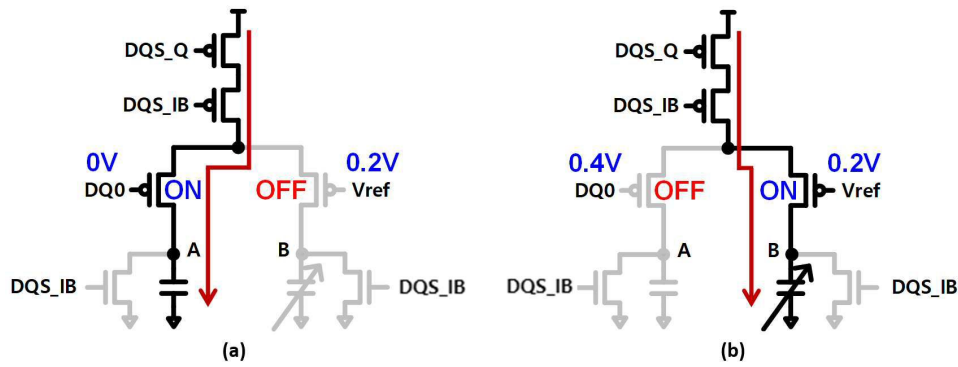 DQS_Q
DQS_IB
0V
0.2V
DQ0
ON
OFF
Vref
A
B
DQS_IB
DQS_IB
(a)
DQS_Q
DQS_IB
0.4V
0.2V
DQ0
OFF
ON
Vref
A
B
DQS_IB
DQS_IB
(b)